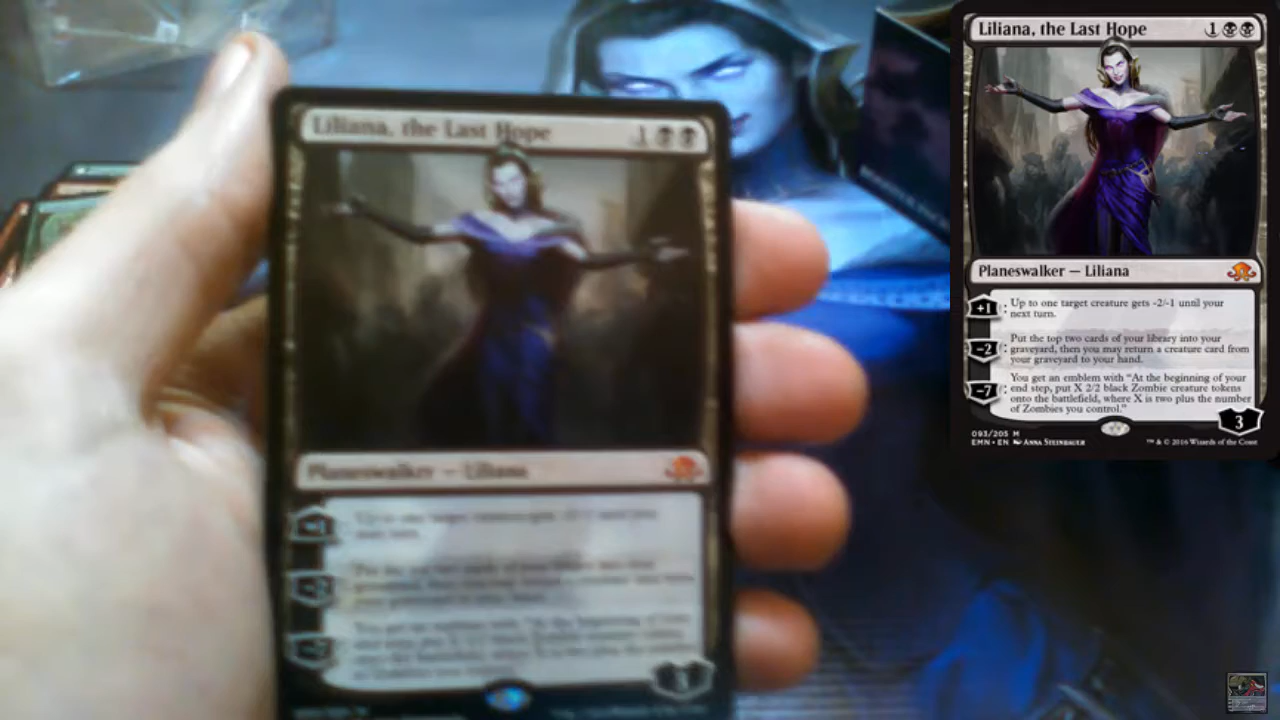 Liliana, the Last Hope 1
Planeswalker — Liliana
Liliana, the Last Hope 1
Planeswalker — Liliana
+1: Up to one target creature gets -2/-1 until your
next turn.
-2: Put the top two cards of your library into your
graveyard, then you may return a creature card from
your graveyard to your hand.
-7: You get an emblem with “At the beginning of your
end step, put X 2/2 black Zombie creature tokens
onto the battlefield, where X is two plus the number
of Zombies you control.”
3
093/205 M
EMN • EN Anna Steinbauer
™ & © 2016 Wizards of the Coast